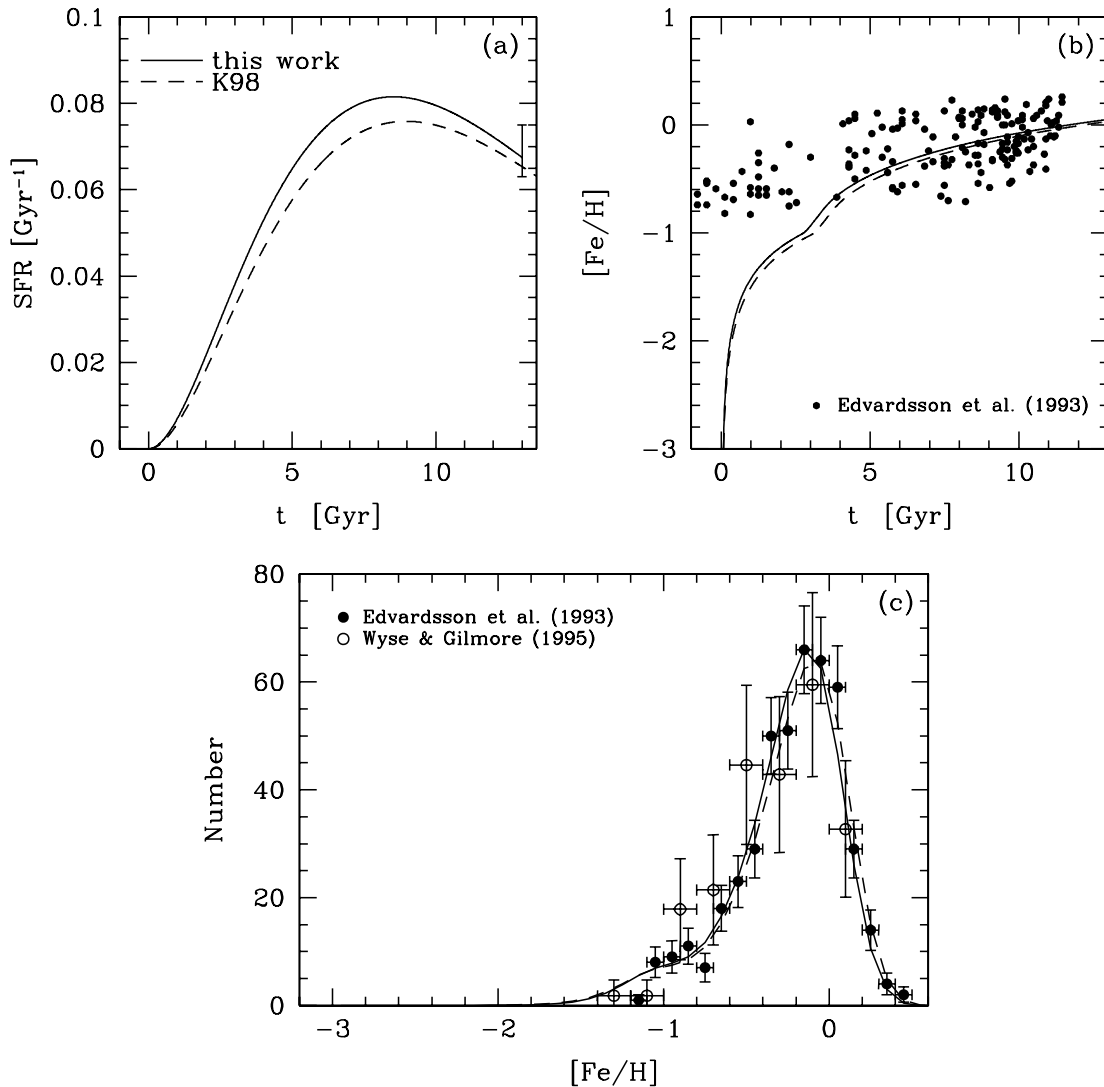 (a)
this work
K98
SFR [Gyr⁻¹]
0.1
0.08
0.06
0.04
0.02
0
0 5 10
t [Gyr]
(b)
[Fe/H]
1
0
−1
−2
−3
Edvardsson et al. (1993)
0 5 10
t [Gyr]
(c)
Edvardsson et al. (1993)
Wyse & Gilmore (1995)
Number
80
60
40
20
0
−3 −2 −1 0
[Fe/H]